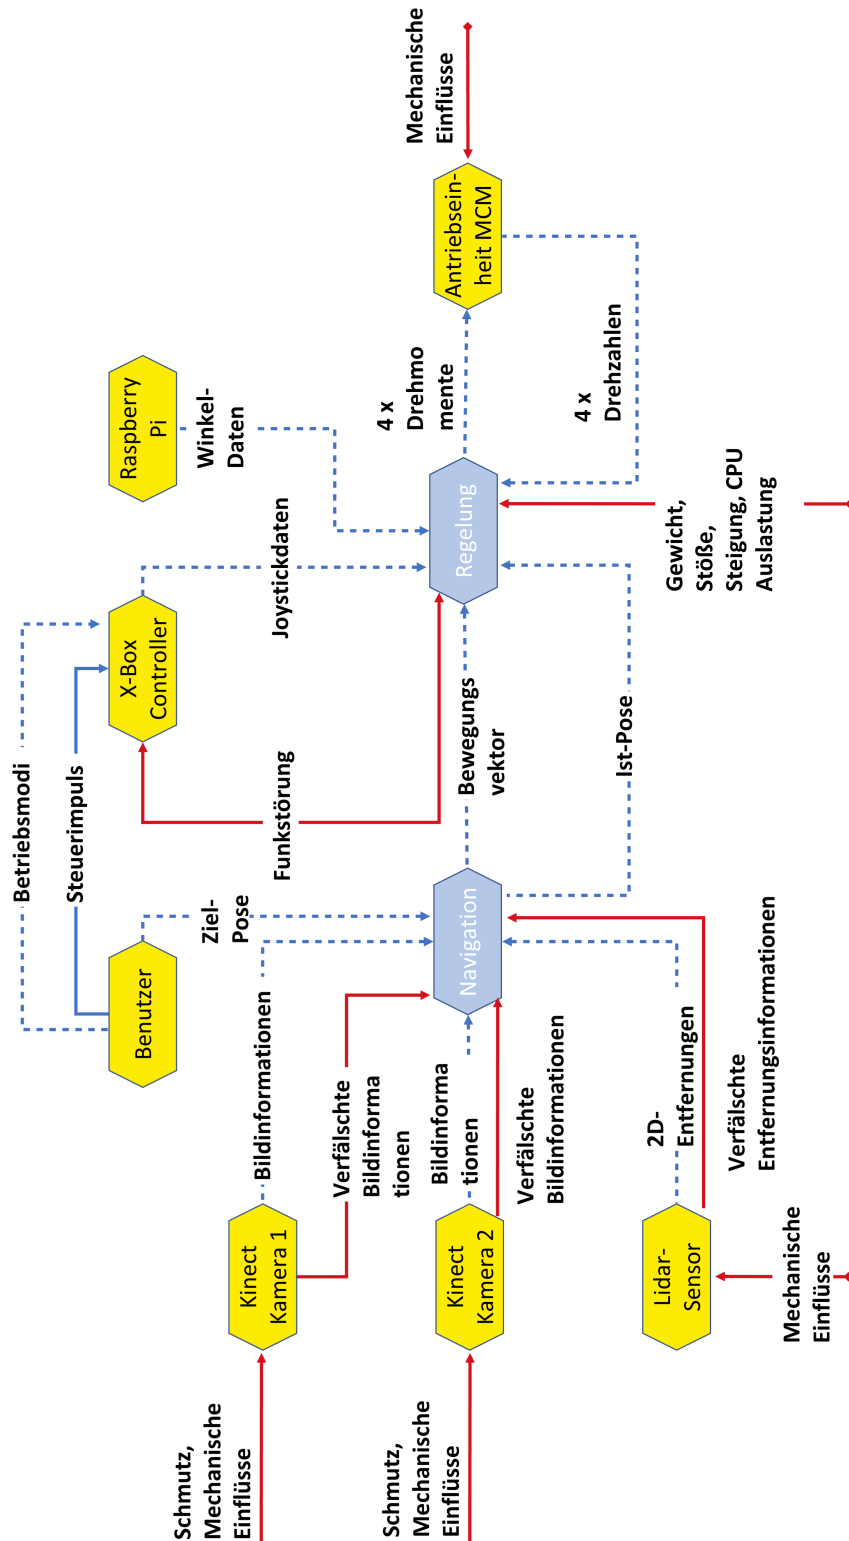 Betriebsmodi
Steuerimpuls
Benutzer
X-Box
Controller
Raspberry
Pi
Ziel-
Pose
Joystickdaten
Winkel-
Daten
Funkstörung
Schmutz,
Mechanische
Einflüsse
Kinect
Kamera 1
Bildinformationen
Verfälschte
Bildinforma
tionen
Schmutz,
Mechanische
Einflüsse
Kinect
Kamera 2
Bildinforma
tionen
Verfälschte
Bildinformationen
Navigation
Bewegungs
vektor
Regelung
4 x
Drehmo
mente
Antriebsein-
heit MCM
Mechanische
Einflüsse
4 x
Drehzahlen
Ist-Pose
Gewicht,
Stöße,
Steigung, CPU
Auslastung
Lidar-
Sensor
2D-
Entfernungen
Verfälschte
Entfernungsinformationen
Mechanische
Einflüsse